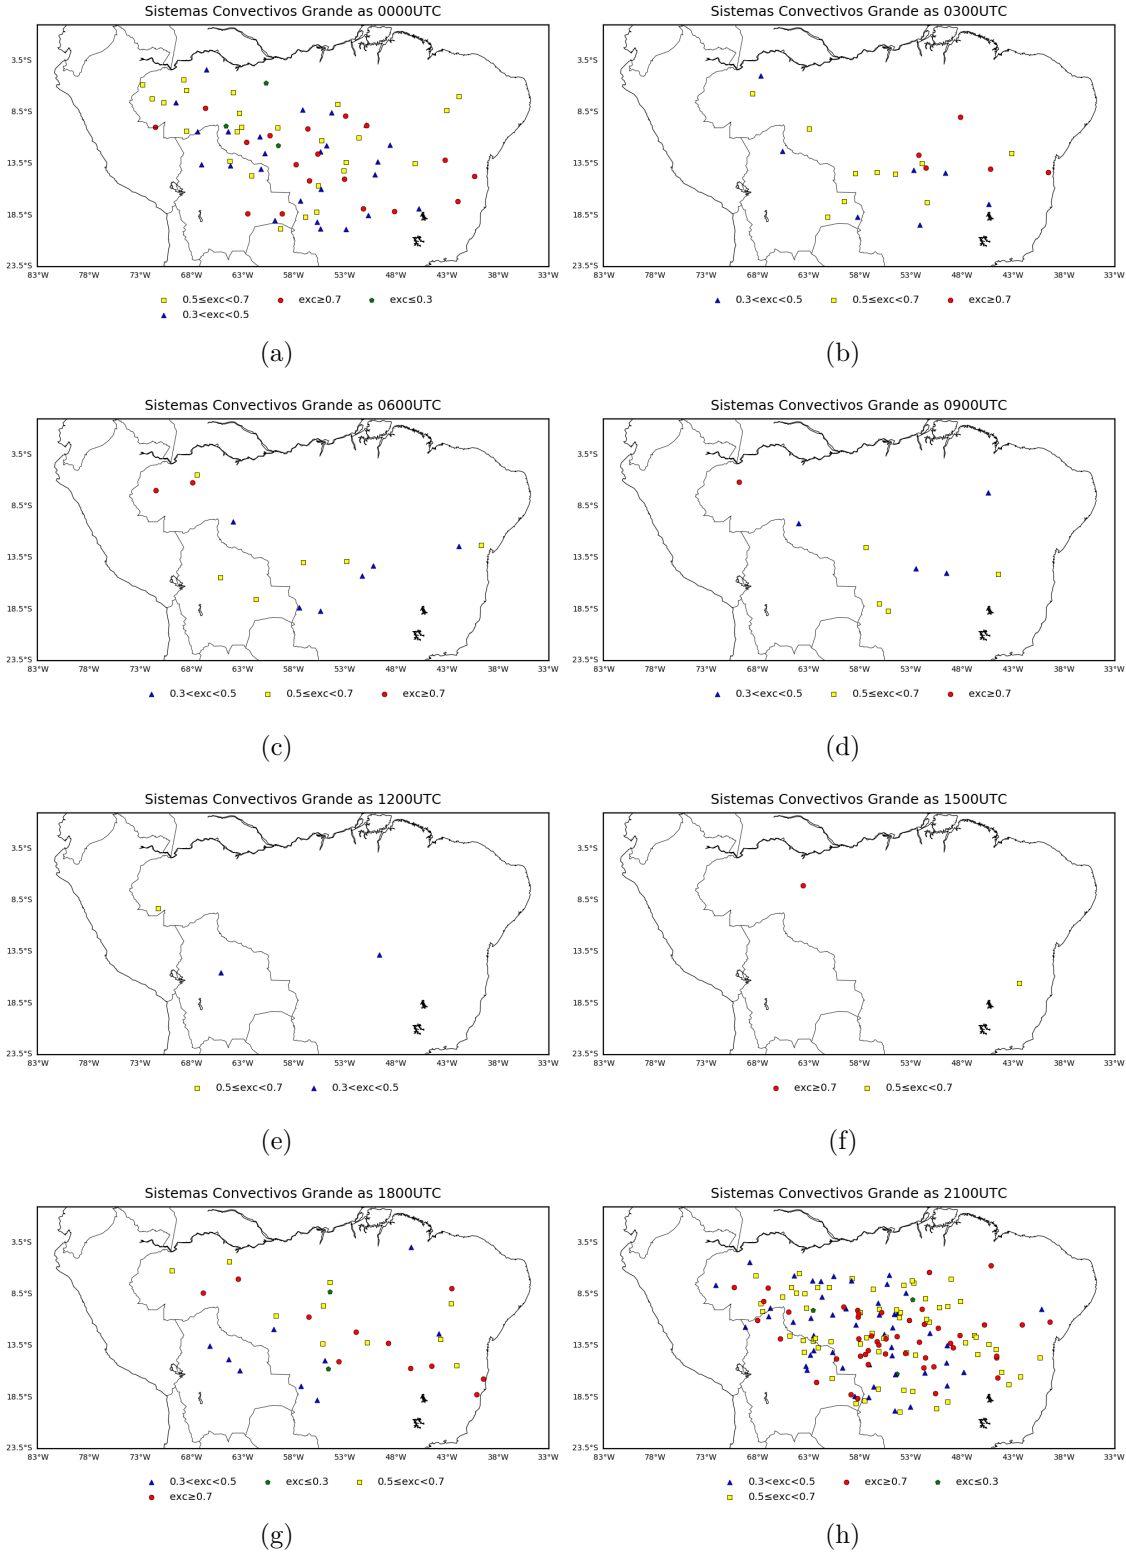 Sistemas Convectivos Grande as 0000UTC
3.5°S
8.5°S
13.5°S
18.5°S
23.5°S
83°W 78°W 73°W 68°W 63°W 58°W 53°W 48°W 43°W 38°W 33°W
0.5≤exc<0.7 exc≥0.7 exc≤0.3
0.3<exc<0.5
(a)
Sistemas Convectivos Grande as 0300UTC
3.5°S
8.5°S
13.5°S
18.5°S
23.5°S
83°W 78°W 73°W 68°W 63°W 58°W 53°W 48°W 43°W 38°W 33°W
0.3<exc<0.5 0.5≤exc<0.7 exc≥0.7
(b)
Sistemas Convectivos Grande as 0600UTC
3.5°S
8.5°S
13.5°S
18.5°S
23.5°S
83°W 78°W 73°W 68°W 63°W 58°W 53°W 48°W 43°W 38°W 33°W
0.3<exc<0.5 0.5≤exc<0.7 exc≥0.7
(c)
Sistemas Convectivos Grande as 0900UTC
3.5°S
8.5°S
13.5°S
18.5°S
23.5°S
83°W 78°W 73°W 68°W 63°W 58°W 53°W 48°W 43°W 38°W 33°W
0.3<exc<0.5 0.5≤exc<0.7 exc≥0.7
(d)
Sistemas Convectivos Grande as 1200UTC
3.5°S
8.5°S
13.5°S
18.5°S
23.5°S
83°W 78°W 73°W 68°W 63°W 58°W 53°W 48°W 43°W 38°W 33°W
0.5≤exc<0.7 0.3<exc<0.5
(e)
Sistemas Convectivos Grande as 1500UTC
3.5°S
8.5°S
13.5°S
18.5°S
23.5°S
83°W 78°W 73°W 68°W 63°W 58°W 53°W 48°W 43°W 38°W 33°W
exc≥0.7 0.5≤exc<0.7
(f)
Sistemas Convectivos Grande as 1800UTC
3.5°S
8.5°S
13.5°S
18.5°S
23.5°S
83°W 78°W 73°W 68°W 63°W 58°W 53°W 48°W 43°W 38°W 33°W
0.3<exc<0.5 exc≤0.3 0.5≤exc<0.7
exc≥0.7
(g)
Sistemas Convectivos Grande as 2100UTC
3.5°S
8.5°S
13.5°S
18.5°S
23.5°S
83°W 78°W 73°W 68°W 63°W 58°W 53°W 48°W 43°W 38°W 33°W
0.3<exc<0.5 exc≥0.7 exc≤0.3
0.5≤exc<0.7
(h)